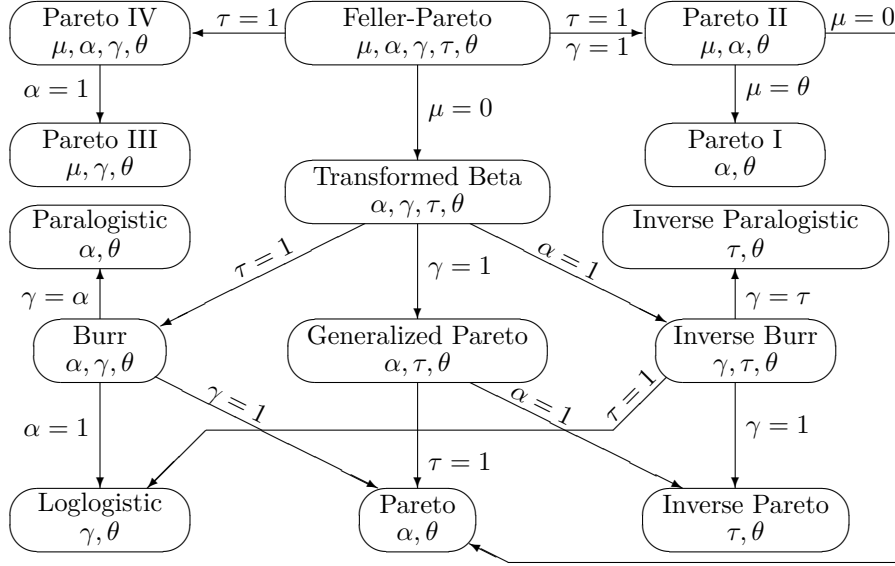 Pareto IV
μ, α, γ, θ
τ = 1
Feller-Pareto
μ, α, γ, τ, θ
τ = 1
γ = 1
Pareto II
μ, α, θ
μ = 0
α = 1
μ = 0
μ = θ
Pareto III
μ, γ, θ
Pareto I
α, θ
Transformed Beta
α, γ, τ, θ
Paralogistic
α, θ
Inverse Paralogistic
τ, θ
τ = 1
γ = 1
α = 1
γ = α
γ = τ
Burr
α, γ, θ
Generalized Pareto
α, τ, θ
Inverse Burr
γ, τ, θ
α = 1
γ = 1
α = 1
τ = 1
γ = 1
τ = 1
Loglogistic
γ, θ
Pareto
α, θ
Inverse Pareto
τ, θ